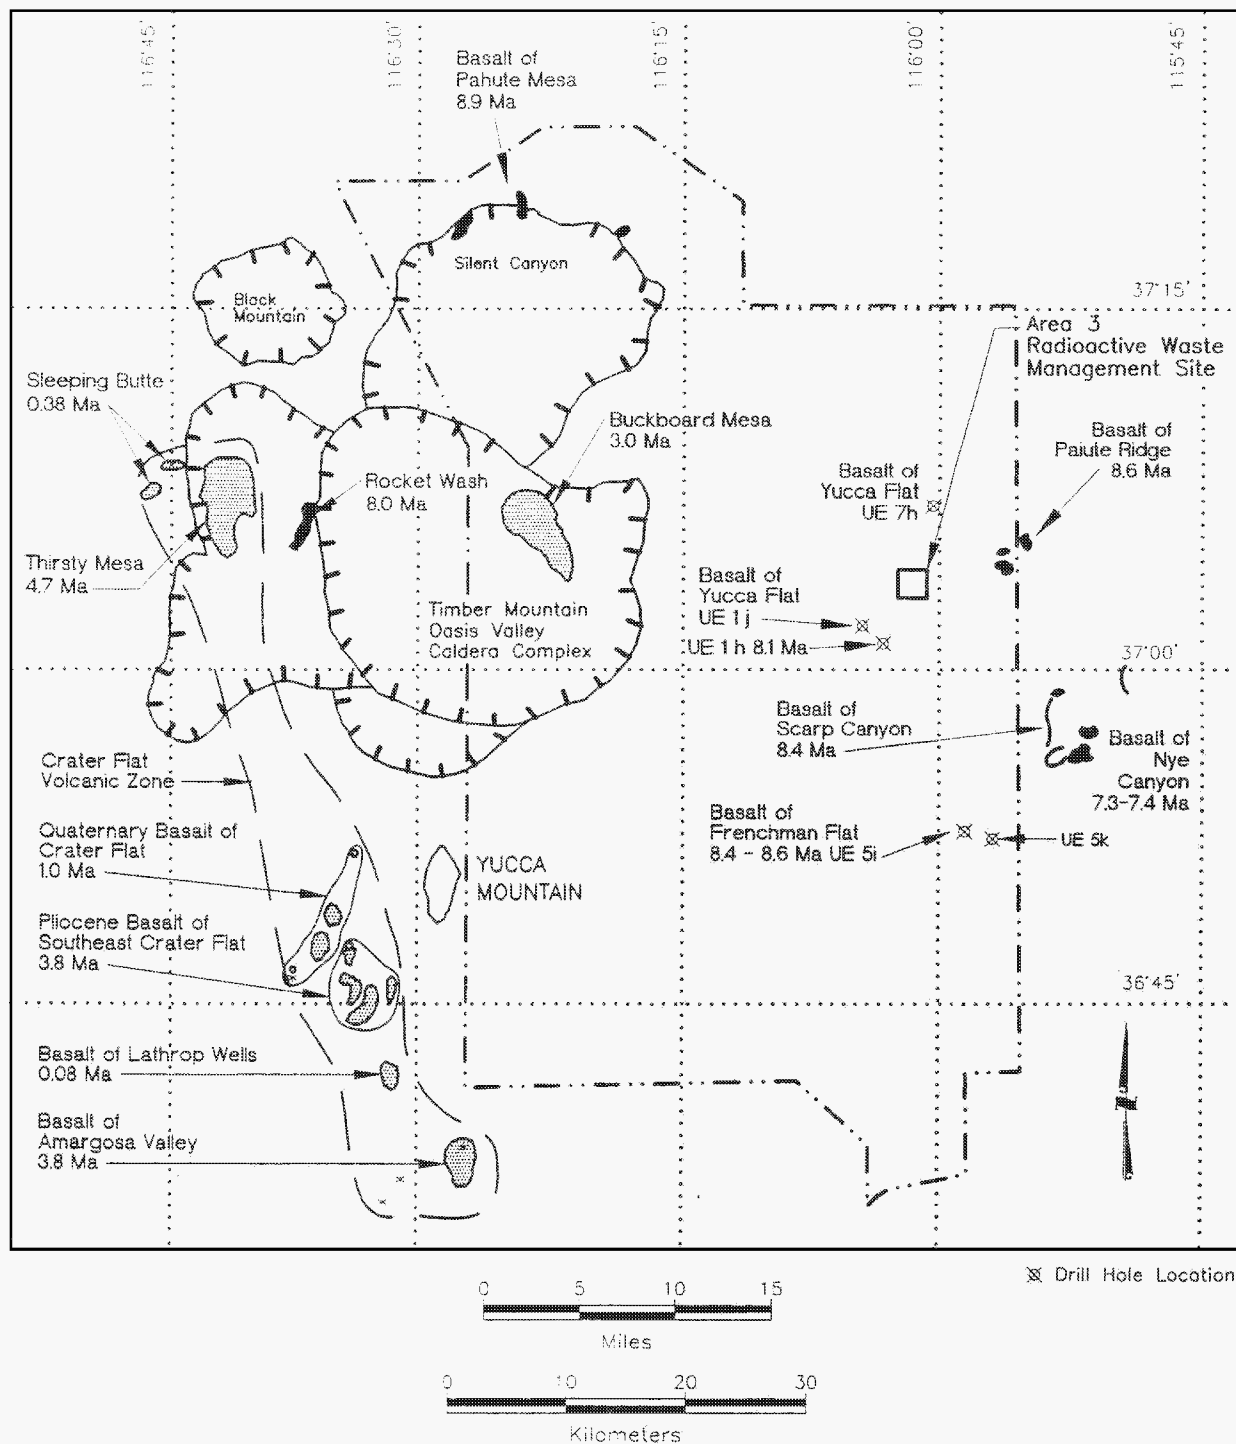 116°45'
116°30'
116°15'
116°00'
115°45'
Basalt of
Pahute Mesa
8.9 Ma
Silent Canyon
Black
Mountain
37°15'
Area 3
Radioactive Waste
Management Site
Sleeping Butte
0.38 Ma
Buckboard Mesa
3.0 Ma
Basalt of
Paiute Ridge
8.6 Ma
Basalt of
Yucca Flat
UE 7h
Rocket Wash
8.0 Ma
Thirsty Mesa
4.7 Ma
Basalt of
Yucca Flat
UE 1j
UE 1h 8.1 Ma
Timber Mountain
Oasis Valley
Caldera Complex
37°00'
Basalt of
Scarp Canyon
8.4 Ma
Basalt of
Nye
Canyon
7.3-7.4 Ma
Crater Flat
Volcanic Zone
Basalt of
Frenchman Flat
8.4 - 8.6 Ma UE 5i
UE 5k
Quaternary Basalt of
Crater Flat
1.0 Ma
YUCCA
MOUNTAIN
Pliocene Basalt of
Southeast Crater Flat
3.8 Ma
36°45'
Basalt of Lathrop Wells
0.08 Ma
Basalt of
Amargosa Valley
3.8 Ma
N
Drill Hole Location
0 5 10 15
Miles
0 10 20 30
Kilometers